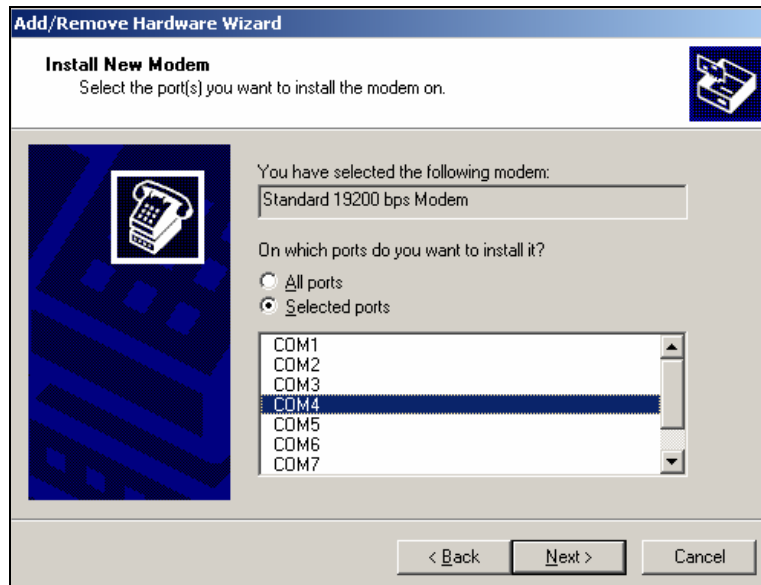 Add/Remove Hardware Wizard
Install New Modem
Select the port(s) you want to install the modem on.
You have selected the following modem:
Standard 19200 bps Modem
On which ports do you want to install it?
All ports
Selected ports
COM1
COM2
COM3
COM4
COM5
COM6
COM7
< Back
Next >
Cancel